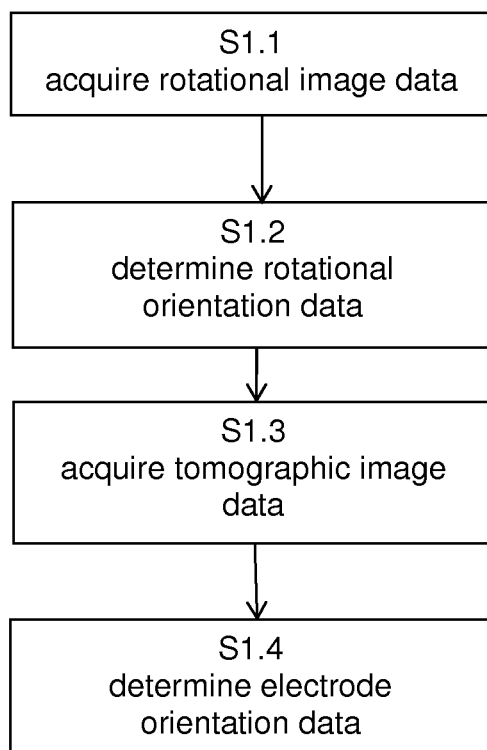 S1.1
acquire rotational image data
S1.2
determine rotational
orientation data
S1.3
acquire tomographic image
data
S1.4
determine electrode
orientation data